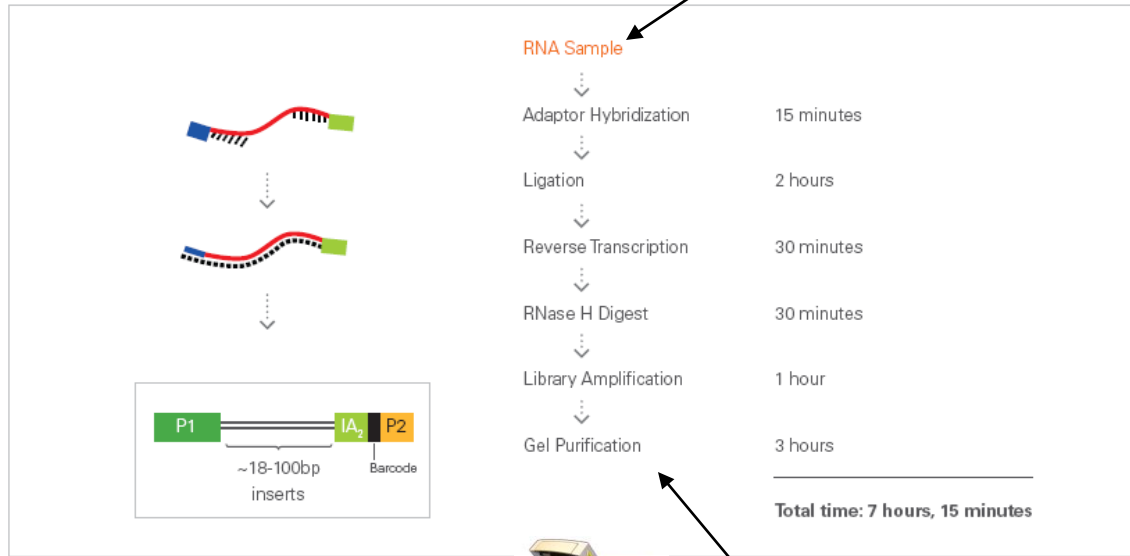 RNA Sample
Adaptor Hybridization 15 minutes
Ligation 2 hours
Reverse Transcription 30 minutes
RNase H Digest 30 minutes
Library Amplification 1 hour
Gel Purification 3 hours
Total time: 7 hours, 15 minutes
P1 IA₂ P2
~18-100bp Barcode
inserts